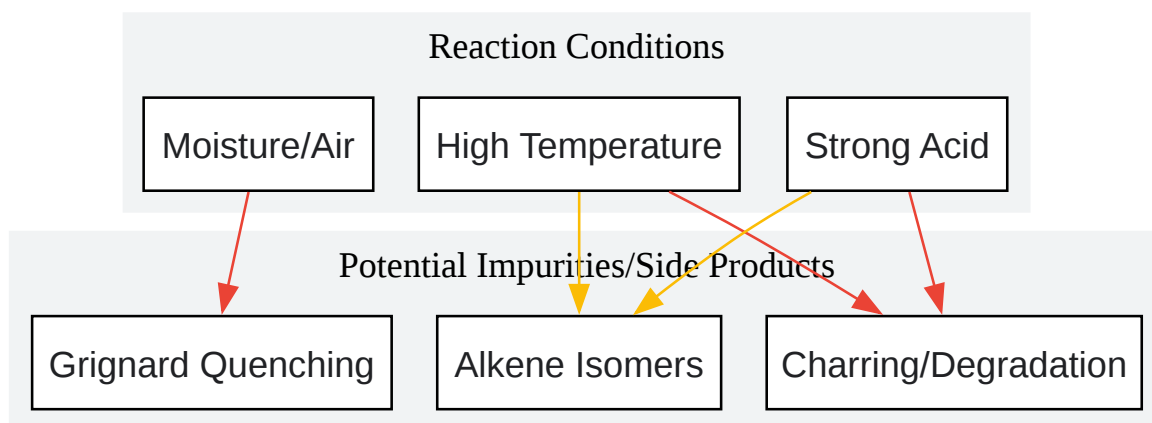 Reaction Conditions
Moisture/Air
High Temperature
Strong Acid
Potential Impurities/Side Products
Grignard Quenching
Alkene Isomers
Charring/Degradation